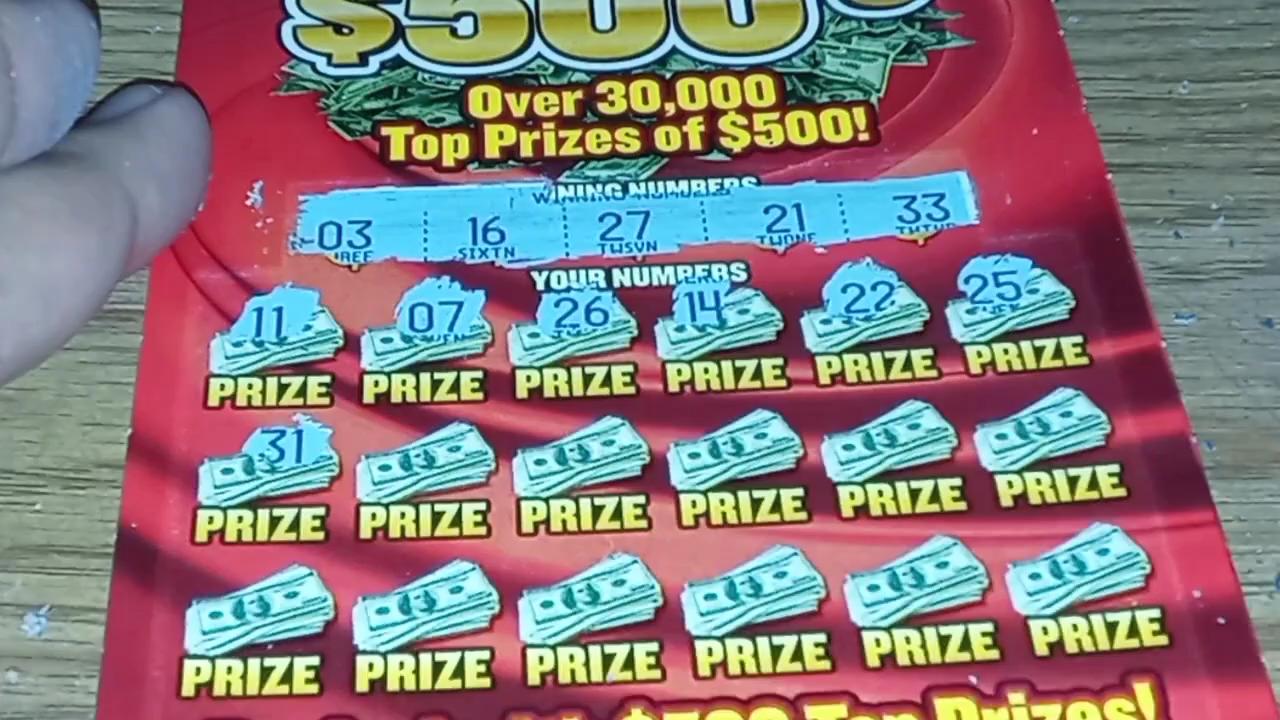 $500
Over 30,000
Top Prizes of $500!
WINNING NUMBERS
03 16 27 21 33
SIXTN TWSVN
YOUR NUMBERS
11 07 26 14 22 25
PRIZE PRIZE PRIZE PRIZE PRIZE PRIZE
31
PRIZE PRIZE PRIZE PRIZE PRIZE PRIZE
PRIZE PRIZE PRIZE PRIZE PRIZE PRIZE
Top Prizes!